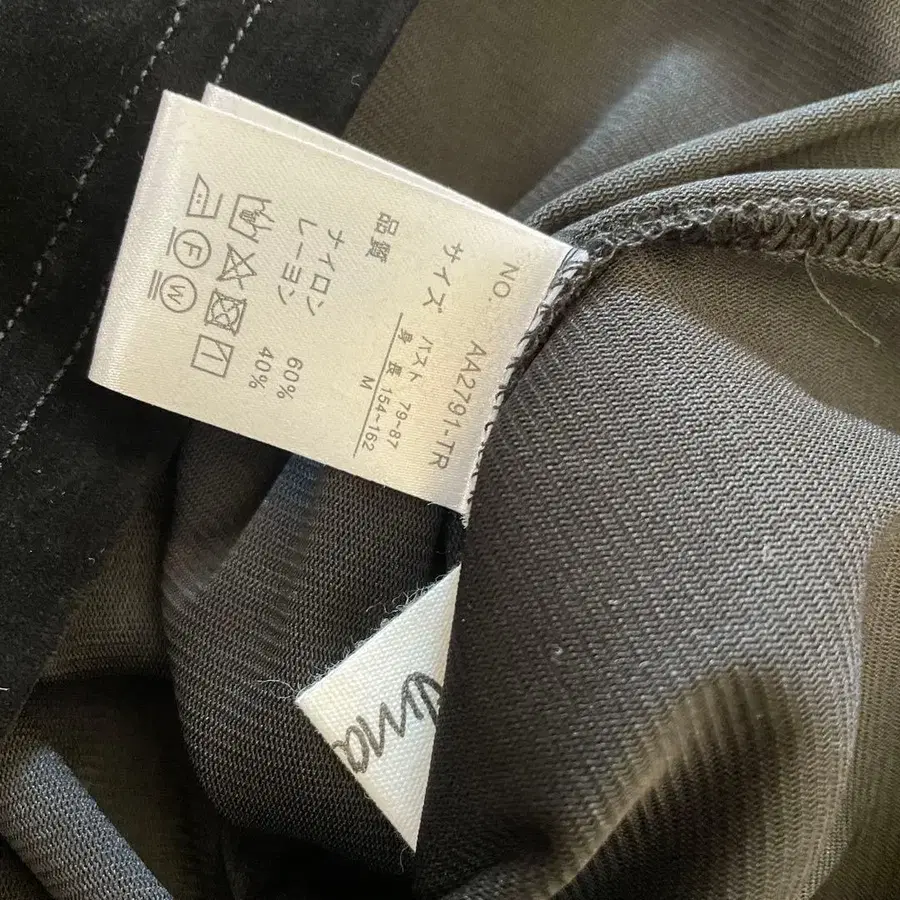 NO. AA2791-TR
サイズ バスト 79~87
身長 154~162
M
品質
ナイロン 60%
レーヨン 40%
F
W